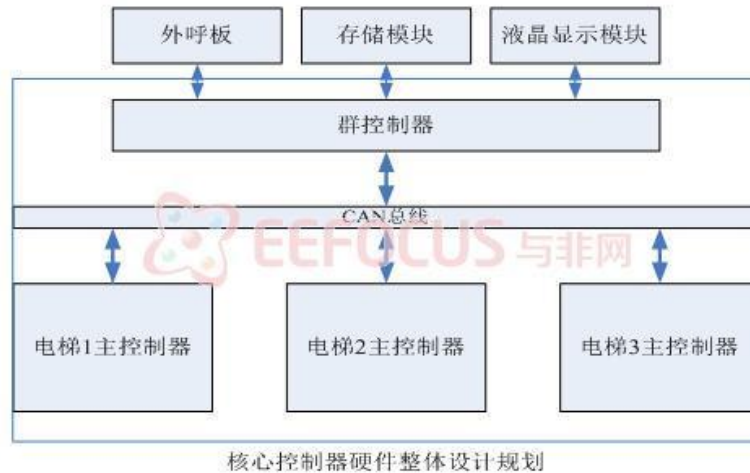 外呼板
存储模块
液晶显示模块
群控制器
CAN总线
EEFOCUS 与非网
电梯1主控制器
电梯2主控制器
电梯3主控制器
核心控制器硬件整体设计规划